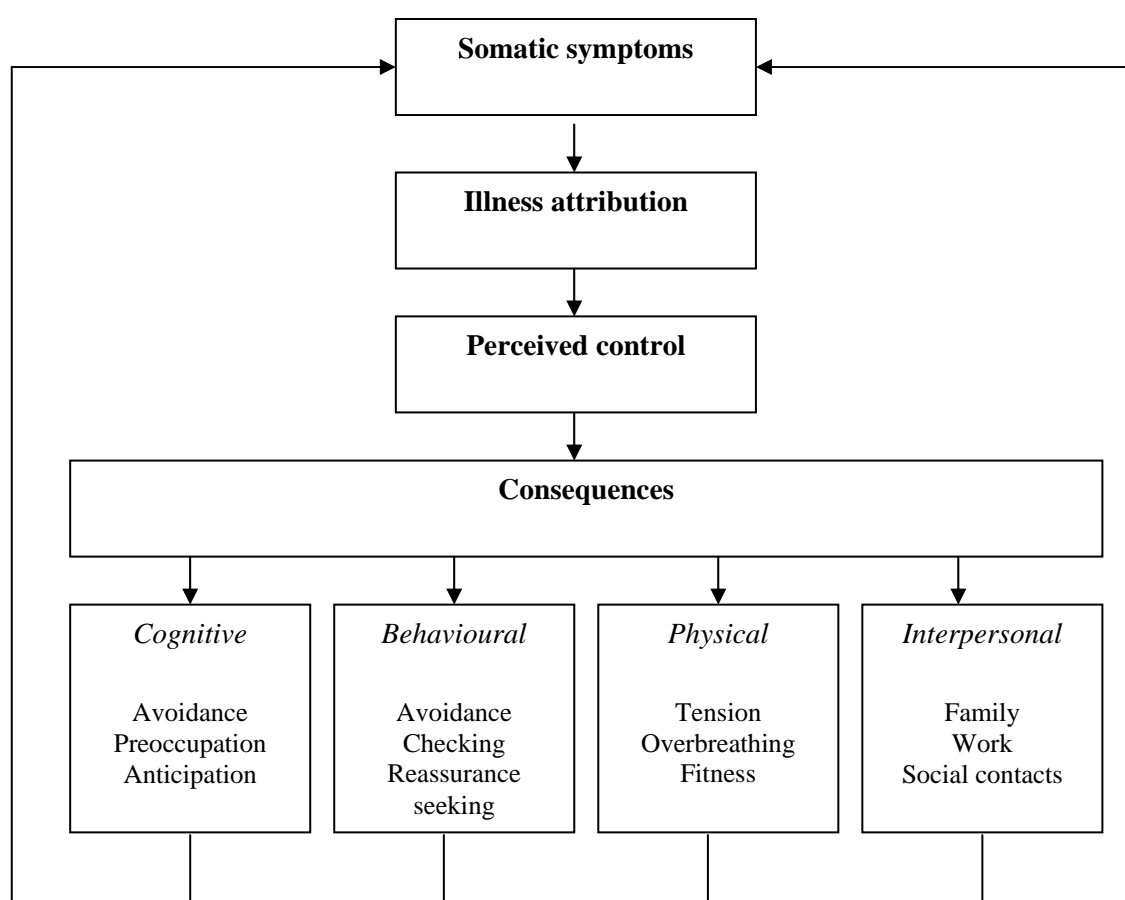 Somatic symptoms
Illness attribution
Perceived control
Consequences
Cognitive
Avoidance
Preoccupation
Anticipation
Behavioural
Avoidance
Checking
Reassurance
seeking
Physical
Tension
Overbreathing
Fitness
Interpersonal
Family
Work
Social contacts